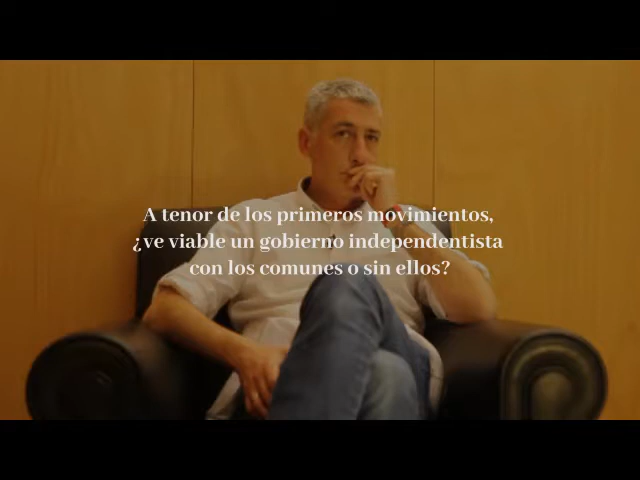 A tenor de los primeros movimientos,
¿ve viable un gobierno independentista
con los comunes o sin ellos?